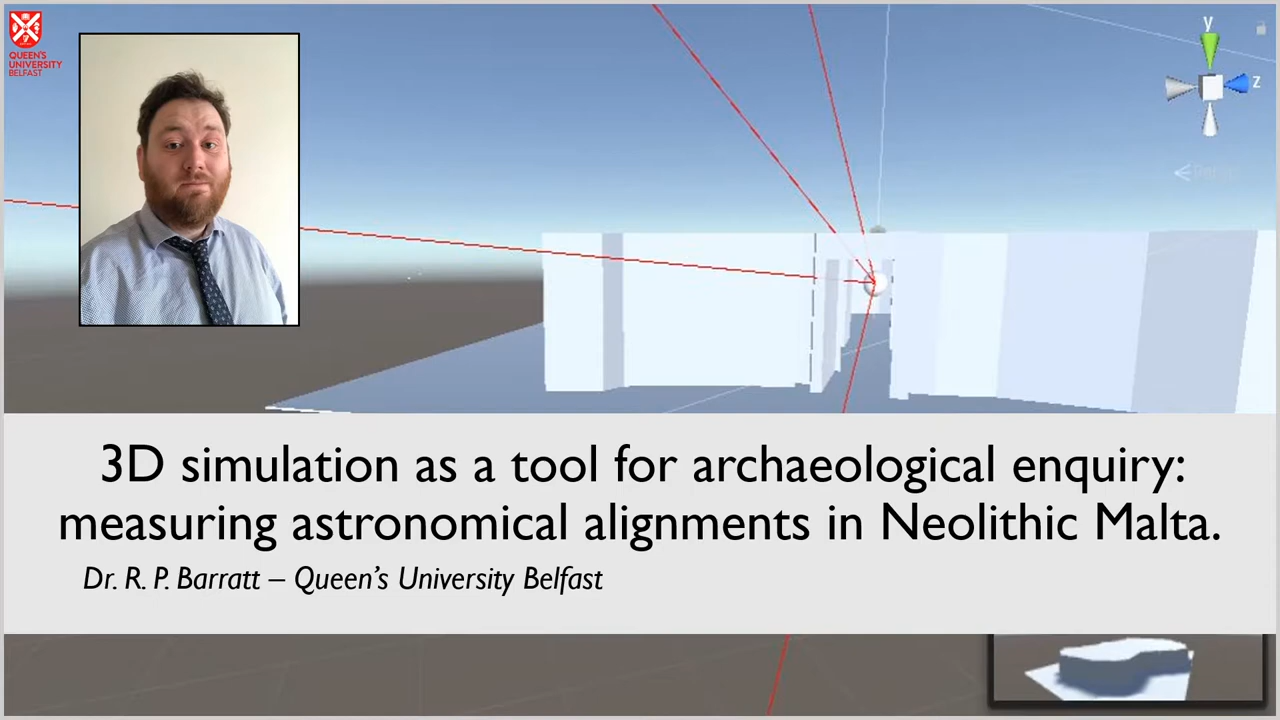 QUEEN'S
UNIVERSITY
BELFAST
y
z
3D simulation as a tool for archaeological enquiry:
measuring astronomical alignments in Neolithic Malta.
Dr. R. P. Barratt – Queen's University Belfast